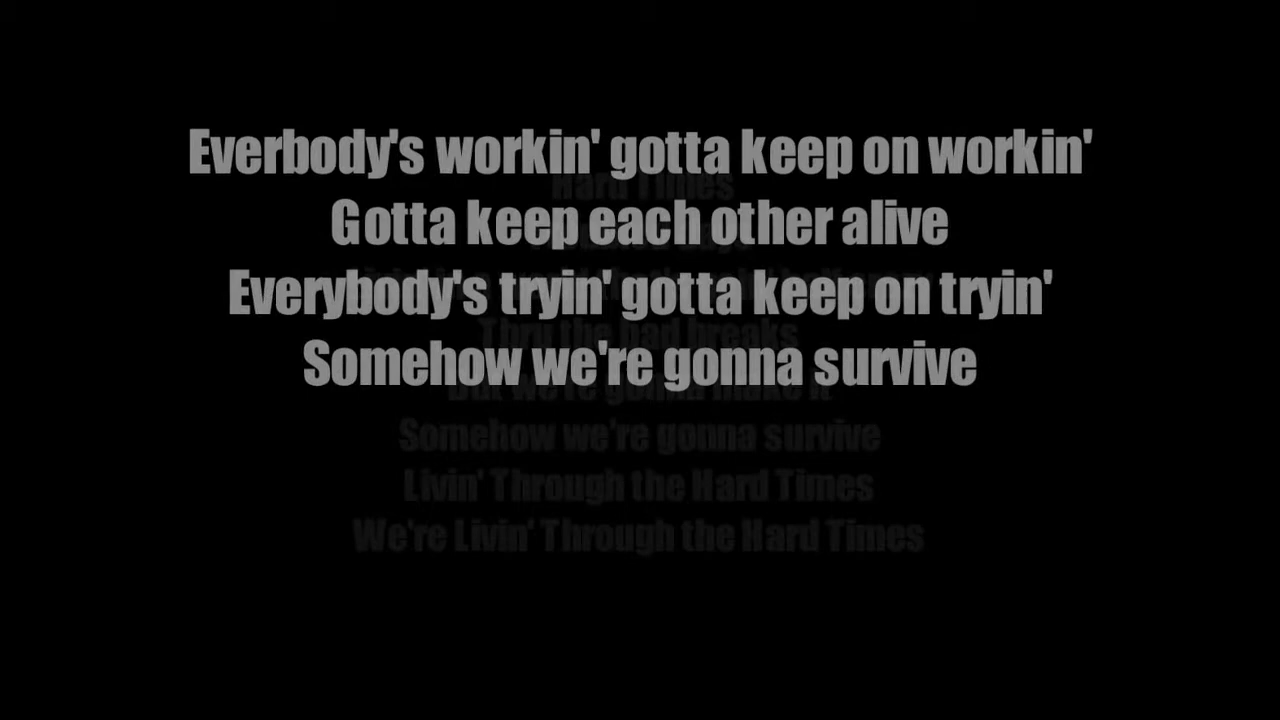 Everbody's workin' gotta keep on workin'
Gotta keep each other alive
Everybody's tryin' gotta keep on tryin'
Somehow we're gonna survive
Hard Times
Thru the bad breaks
But we're gonna make it
Somehow we're gonna survive
Livin' Through the Hard Times
We're Livin' Through the Hard Times